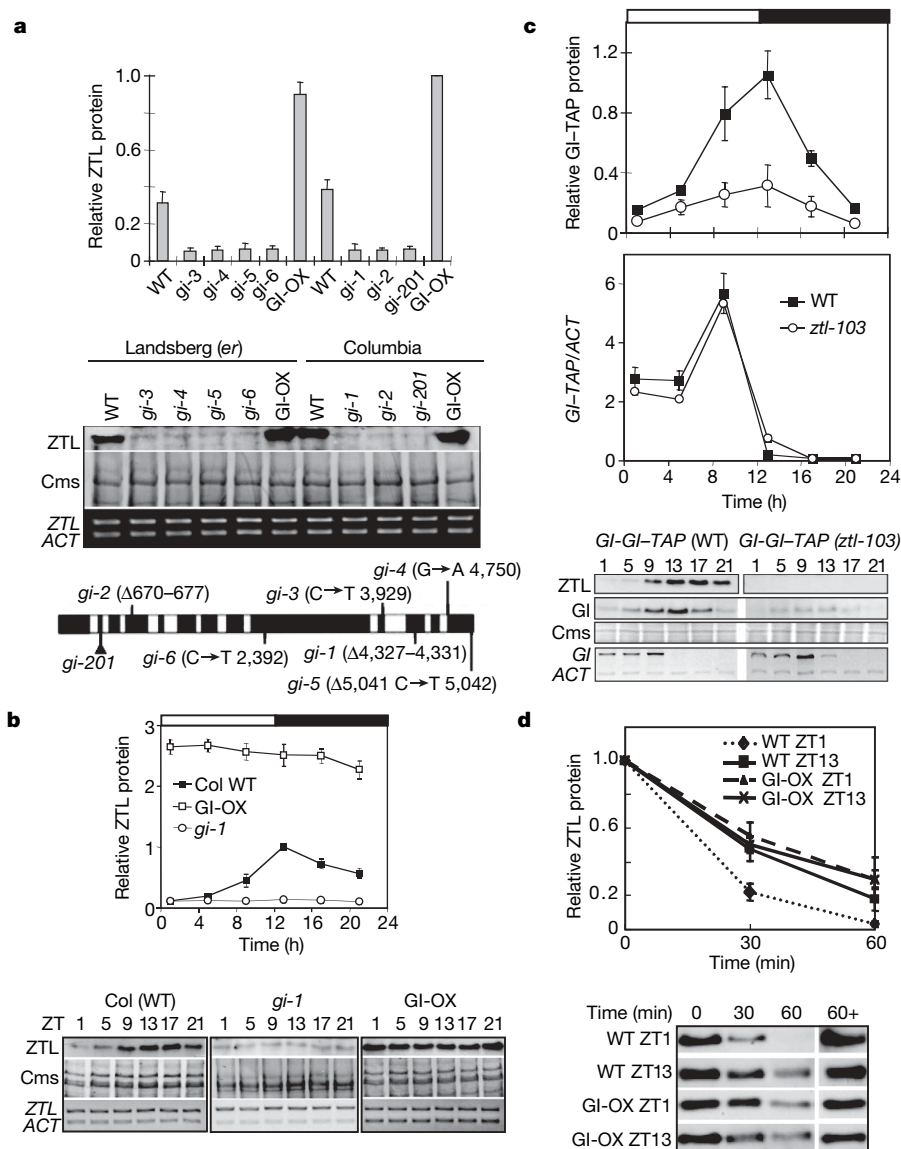 a
Relative ZTL protein
1.0
0.6
0.2
0
WT
gi-3
gi-4
gi-5
gi-6
GI-OX
WT
gi-1
gi-2
gi-201
GI-OX
Landsberg (er)
Columbia
WT
gi-3
gi-4
gi-5
gi-6
GI-OX
WT
gi-1
gi-2
gi-201
GI-OX
ZTL
Cms
ZTL
ACT
gi-4 (G→A 4,750)
gi-2 (Δ670–677)
gi-3 (C→T 3,929)
gi-201
gi-6 (C→T 2,392)
gi-1 (Δ4,327–4,331)
gi-5 (Δ5,041 C→T 5,042)
b
Relative ZTL protein
3
2
1
0
Col WT
GI-OX
gi-1
0 4 8 12 16 20 24
Time (h)
Col (WT)
gi-1
GI-OX
ZT 1 5 9 13 17 21 1 5 9 13 17 21 1 5 9 13 17 21
ZTL
Cms
ZTL
ACT
c
Relative GI–TAP protein
1.2
0.8
0.4
0
GI–TAP/ACT
6
4
2
0
WT
ztl-103
0 4 8 12 16 20 24
Time (h)
GI-GI–TAP (WT) GI-GI–TAP (ztl-103)
1 5 9 13 17 21 1 5 9 13 17 21
ZTL
GI
Cms
GI
ACT
d
Relative ZTL protein
1.0
0.6
0.2
0
WT ZT1
WT ZT13
GI-OX ZT1
GI-OX ZT13
0 30 60
Time (min)
Time (min) 0 30 60 60+
WT ZT1
WT ZT13
GI-OX ZT1
GI-OX ZT13